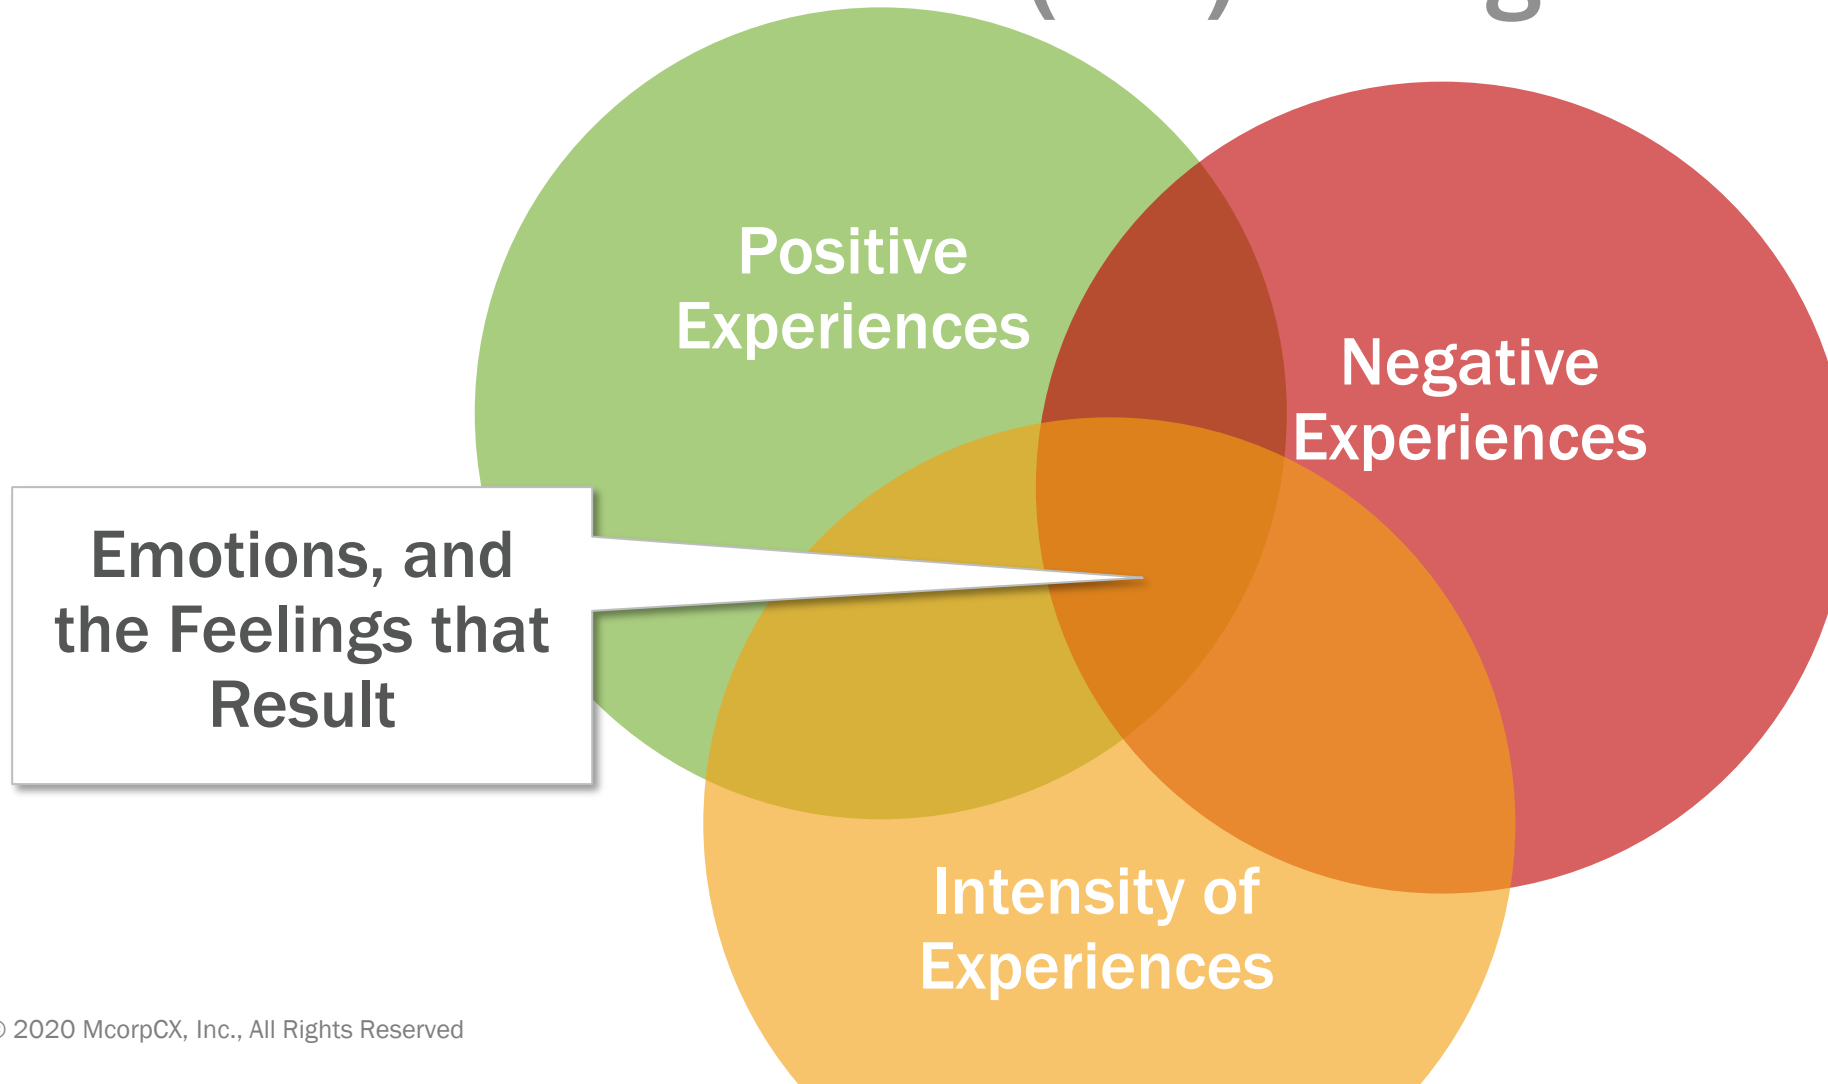 Positive
Experiences
Negative
Experiences
Emotions, and
the Feelings that
Result
Intensity of
Experiences
© 2020 McorpCX, Inc., All Rights Reserved